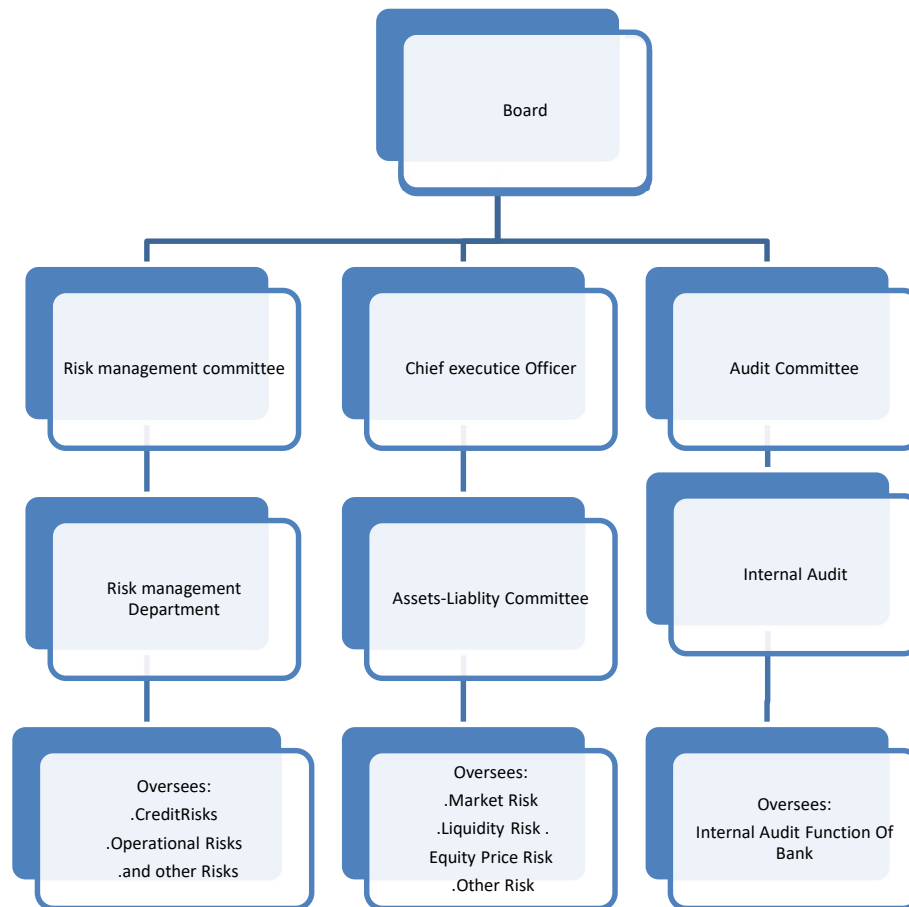 Board
Risk management committee
Chief executice Officer
Audit Committee
Risk management
Department
Assets-Liablity Committee
Internal Audit
Oversees:
.CreditRisks
.Operational Risks
.and other Risks
Oversees:
.Market Risk
.Liquidity Risk .
Equity Price Risk
.Other Risk
Oversees:
Internal Audit Function Of
Bank